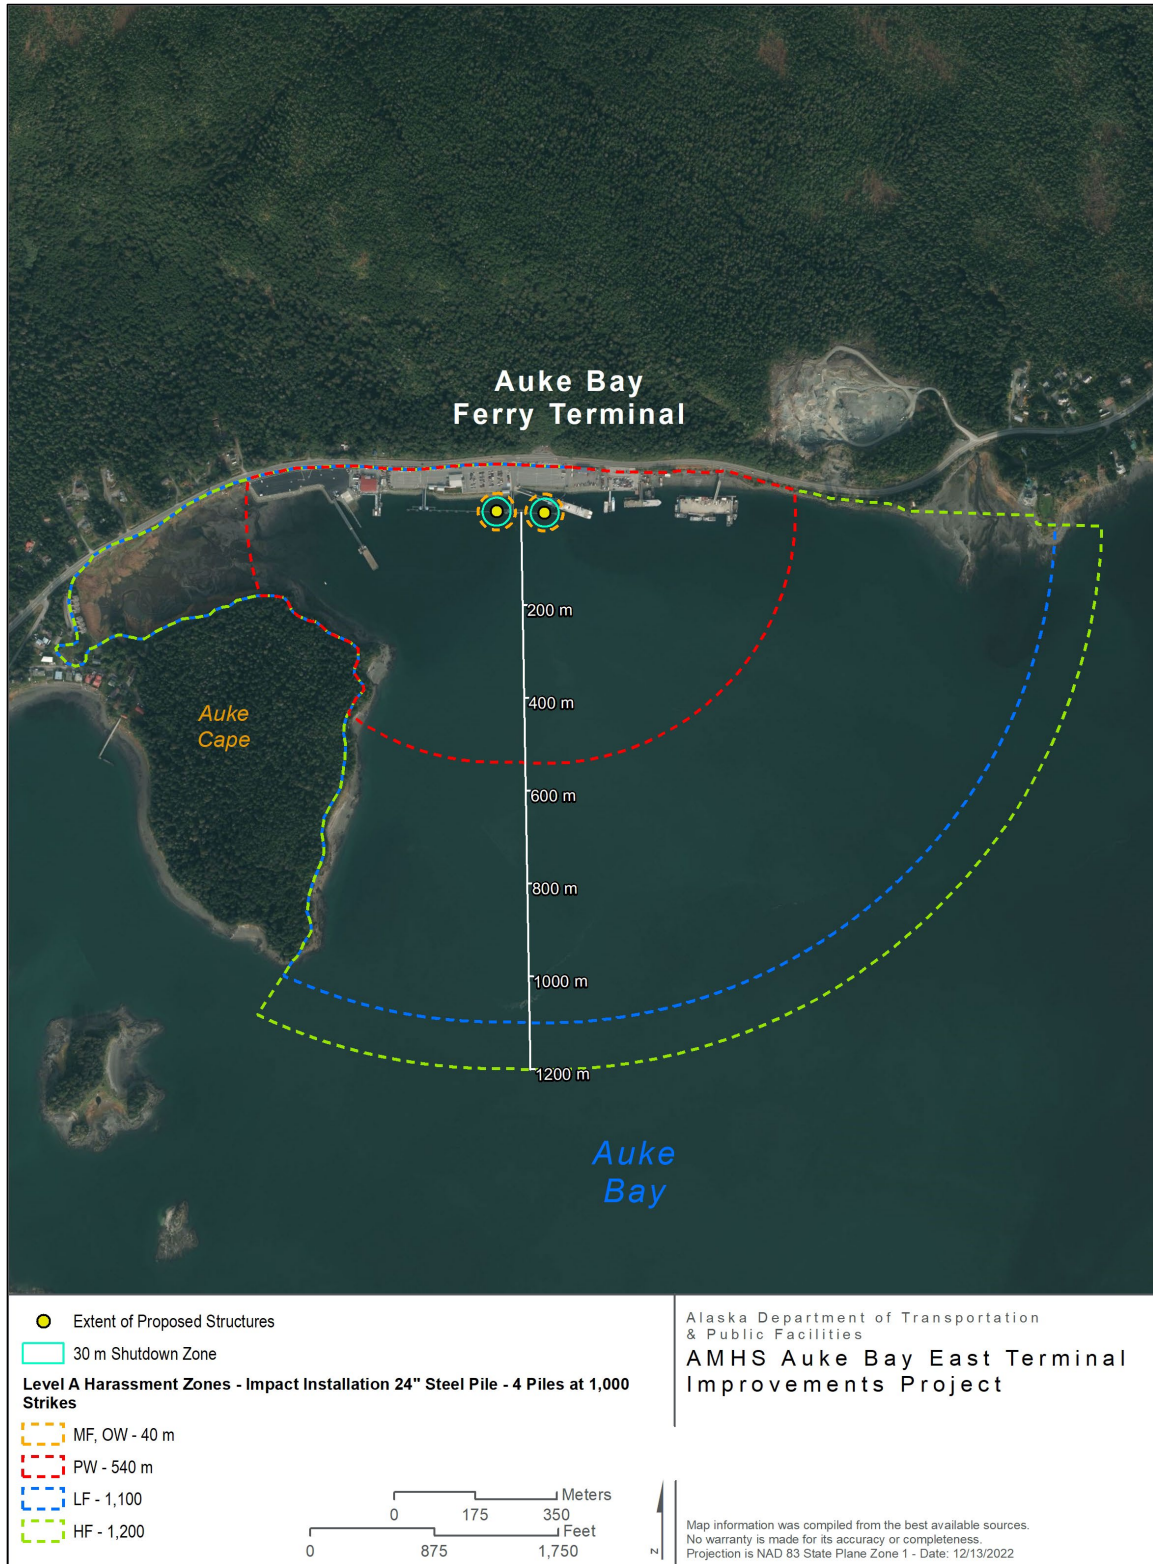 Auke Bay
Ferry Terminal
200 m
400 m
Auke
Cape
600 m
800 m
1000 m
1200 m
Auke
Bay
Extent of Proposed Structures
30 m Shutdown Zone
Level A Harassment Zones - Impact Installation 24" Steel Pile - 4 Piles at 1,000
Strikes
MF, OW - 40 m
PW - 540 m
LF - 1,100
HF - 1,200
Meters
0 175 350
Feet
0 875 1,750
z
Alaska Department of Transportation
& Public Facilities
AMHS Auke Bay East Terminal
Improvements Project
Map information was compiled from the best available sources.
No warranty is made for its accuracy or completeness.
Projection is NAD 83 State Plane Zone 1 - Date: 12/13/2022